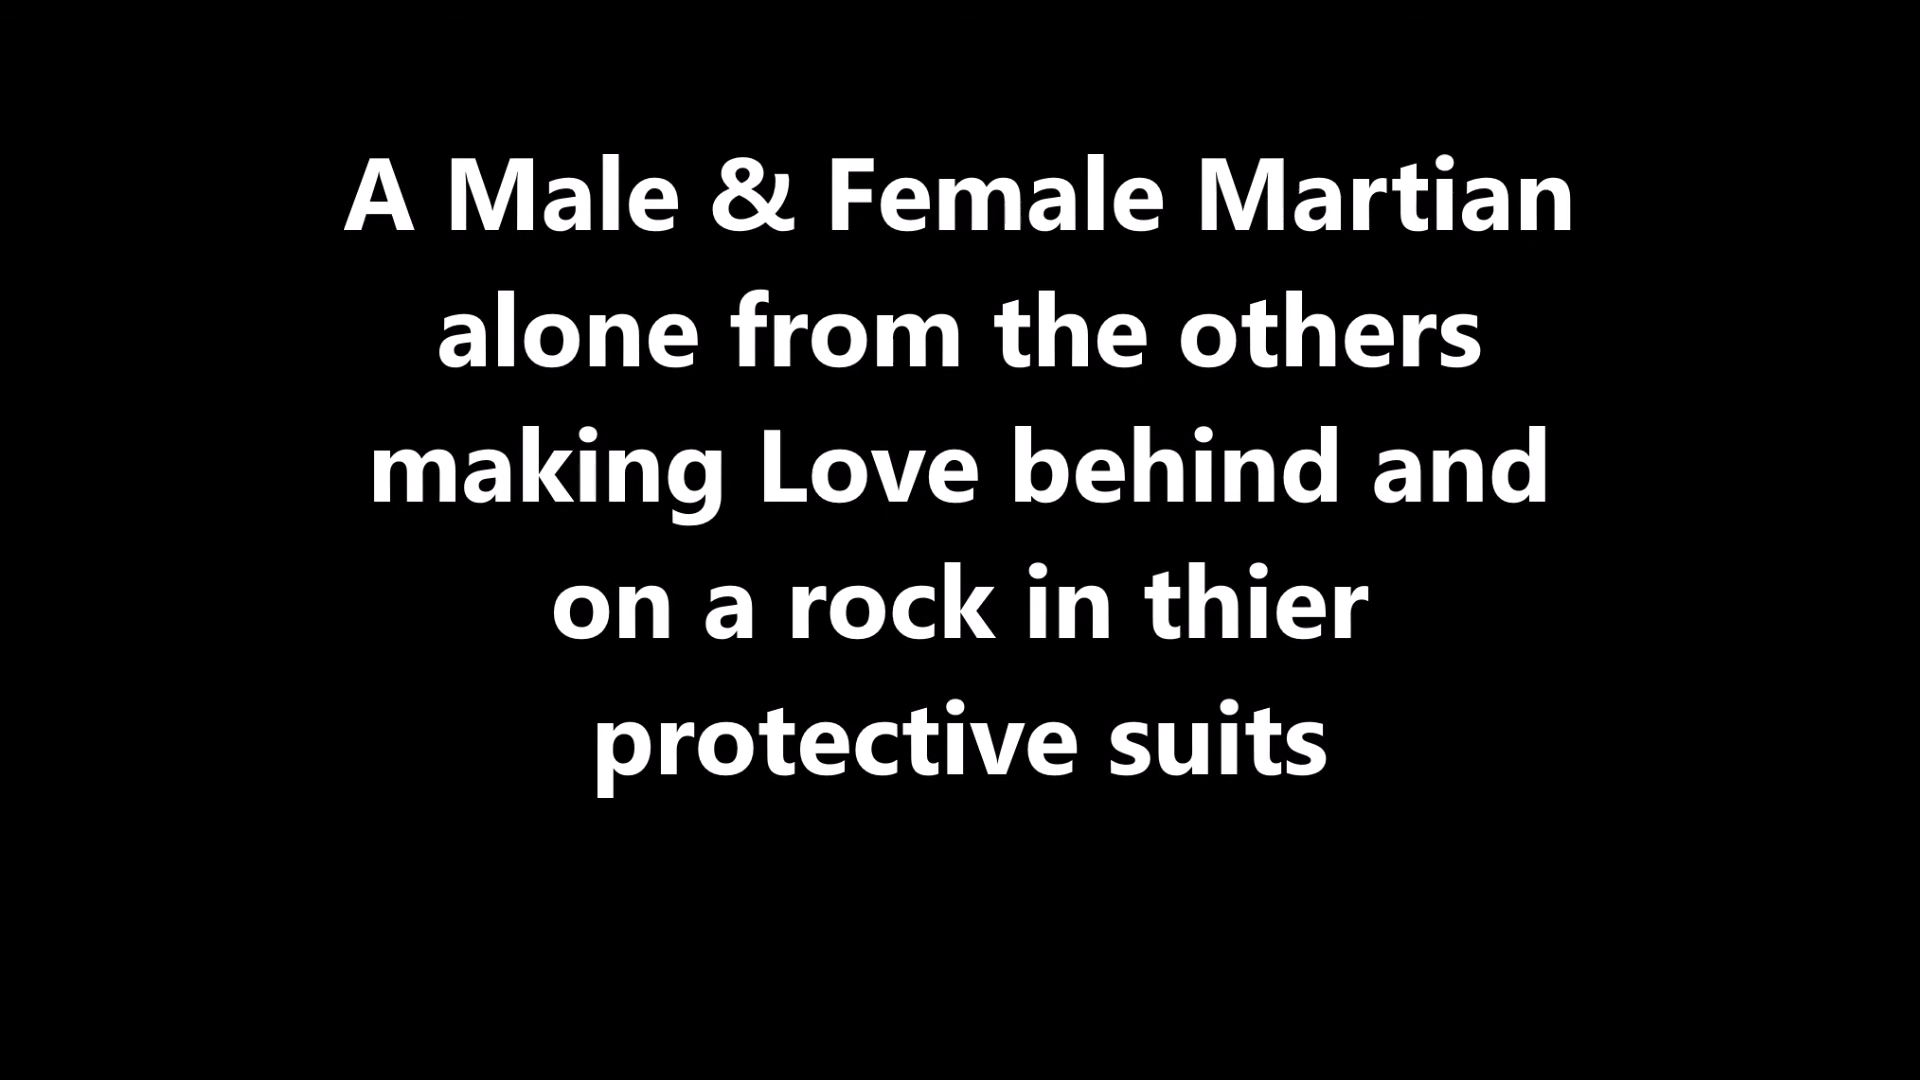 A Male & Female Martian
alone from the others
making Love behind and
on a rock in thier
protective suits